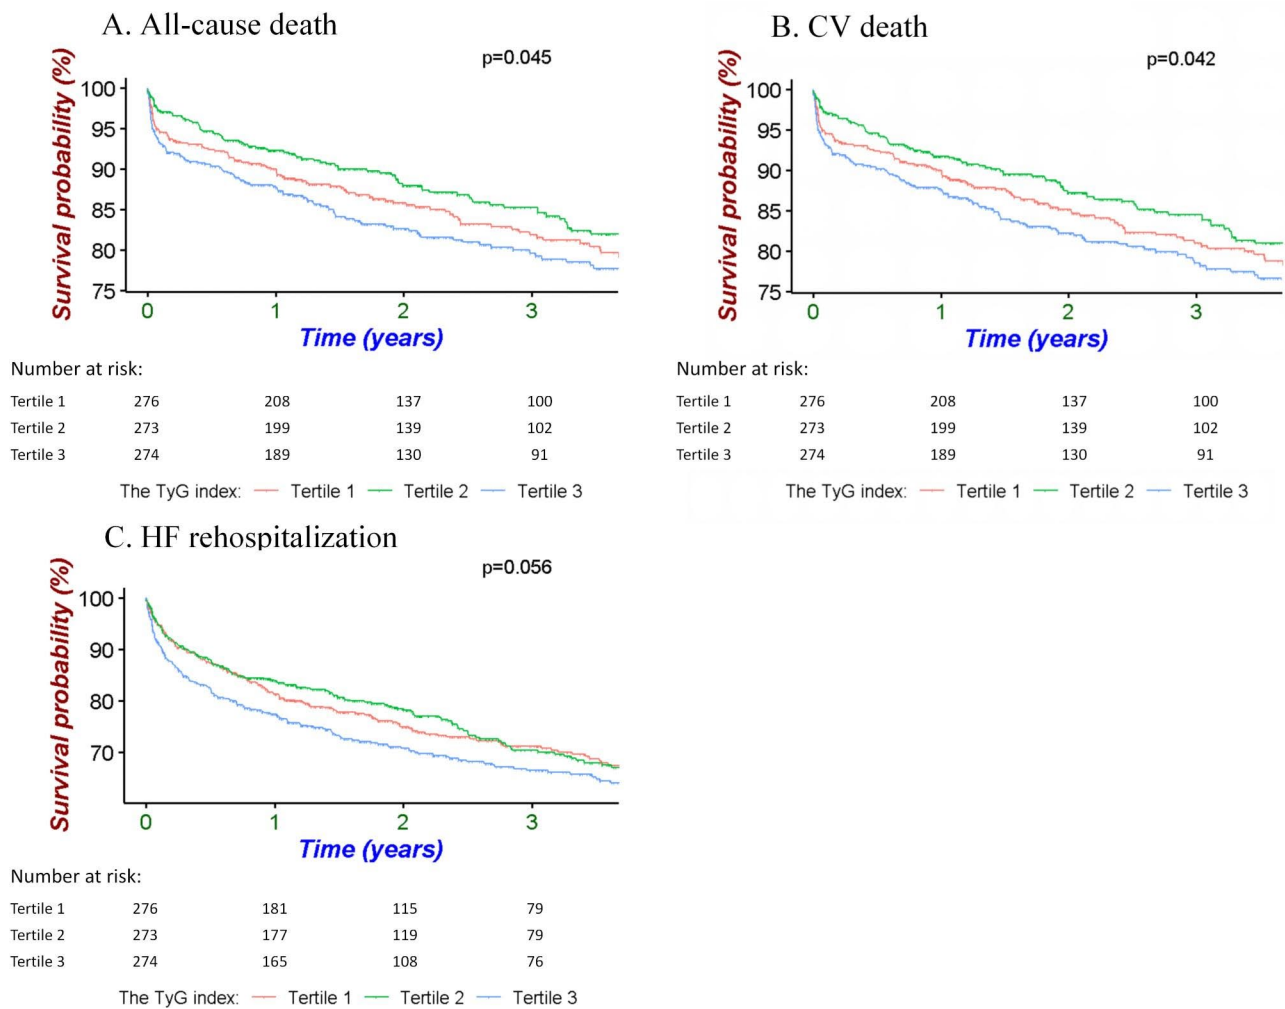 A. All-cause death
p=0.045
Survival probability (%)
100
95
90
85
80
75
0 1 2 3
Time (years)
Number at risk:
Tertile 1 276 208 137 100
Tertile 2 273 199 139 102
Tertile 3 274 189 130 91
The TyG index: Tertile 1 Tertile 2 Tertile 3
B. CV death
p=0.042
Survival probability (%)
100
95
90
85
80
75
0 1 2 3
Time (years)
Number at risk:
Tertile 1 276 208 137 100
Tertile 2 273 199 139 102
Tertile 3 274 189 130 91
The TyG index: Tertile 1 Tertile 2 Tertile 3
C. HF rehospitalization
p=0.056
Survival probability (%)
100
90
80
70
0 1 2 3
Time (years)
Number at risk:
Tertile 1 276 181 115 79
Tertile 2 273 177 119 79
Tertile 3 274 165 108 76
The TyG index: Tertile 1 Tertile 2 Tertile 3